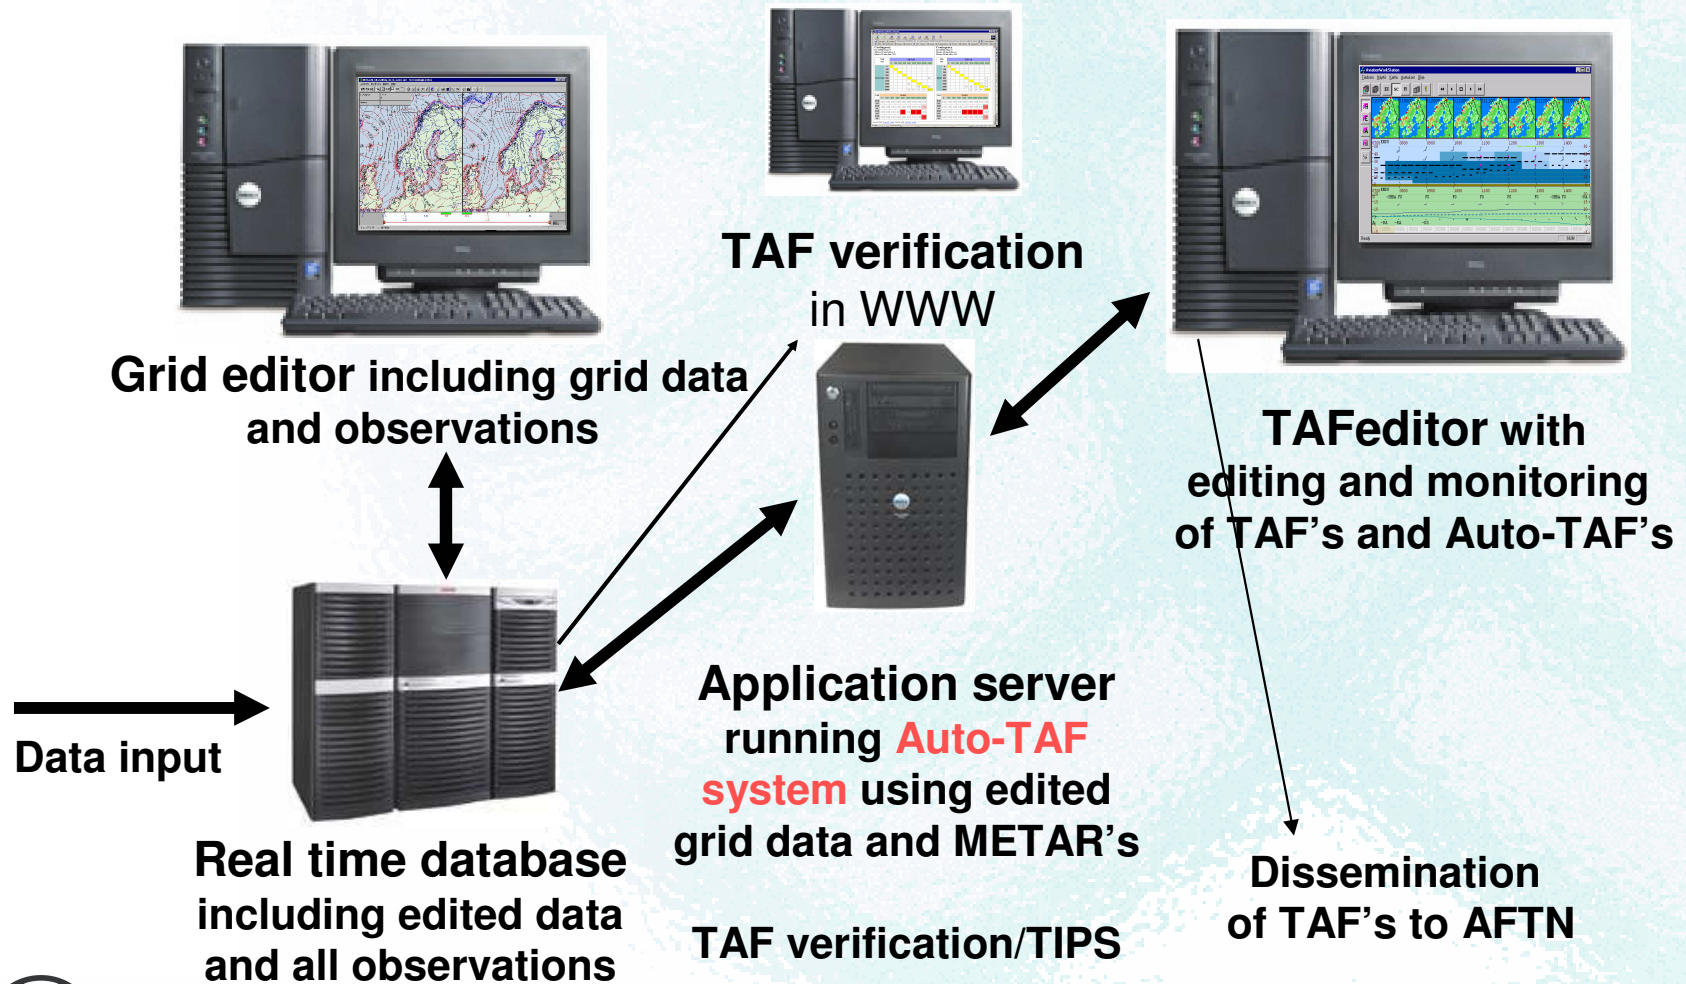 TAF verification
in WWW
Grid editor including grid data
and observations
TAFeditor with
editing and monitoring
of TAF's and Auto-TAF's
Data input
Application server
running Auto-TAF
system using edited
grid data and METAR's
Real time database
including edited data
and all observations
TAF verification/TIPS
Dissemination
of TAF's to AFTN